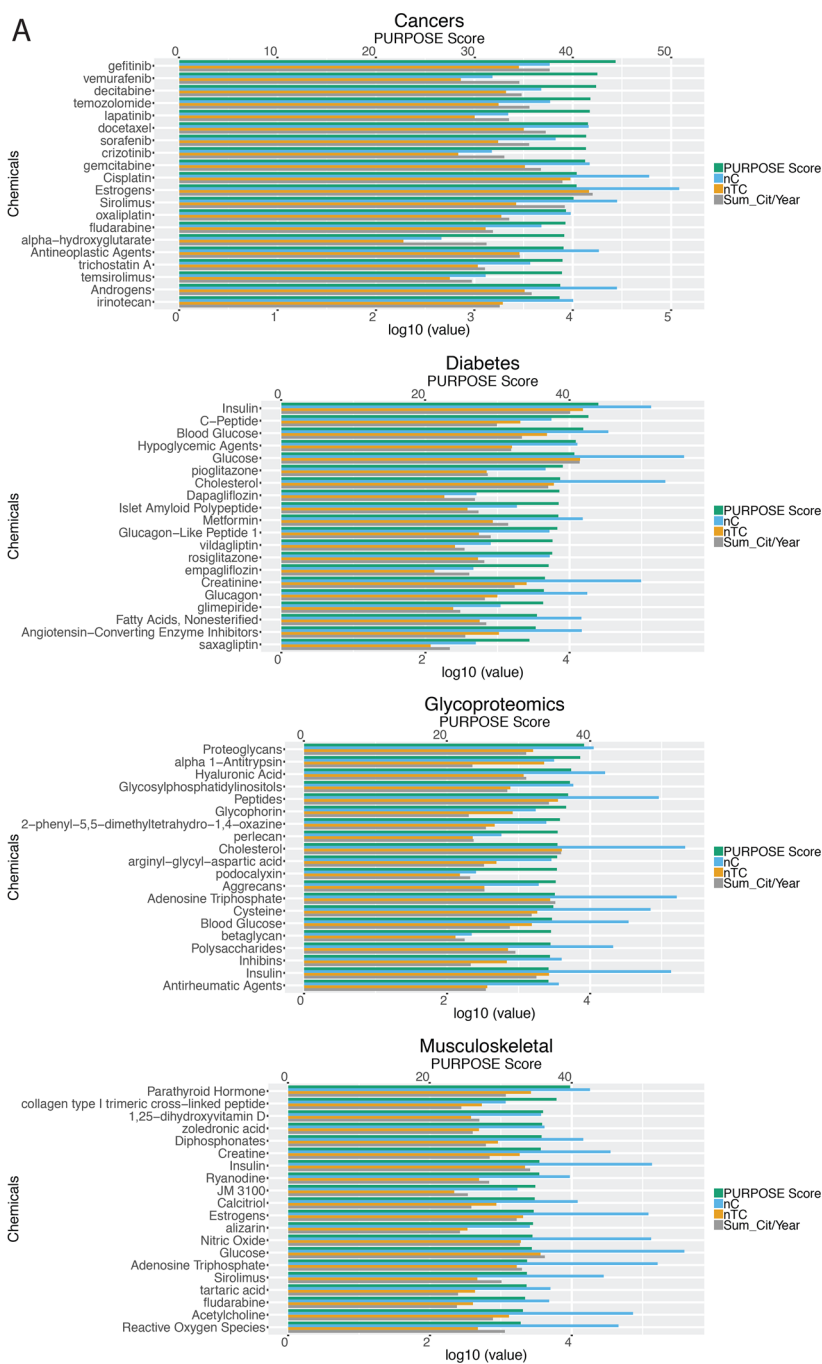 A
Cancers
PURPOSE Score
0 10 20 30 40 50
gefitinib
vemurafenib
decitabine
temozolomide
lapatinib
docetaxel
sorafenib
crizotinib
gemcitabine
Cisplatin
Estrogens
Sirolimus
oxaliplatin
fludarabine
alpha−hydroxyglutarate
Antineoplastic Agents
trichostatin A
temsirolimus
Androgens
irinotecan
Chemicals
PURPOSE Score
nC
nTC
Sum_Cit/Year
0 1 2 3 4 5
log10 (value)
Diabetes
PURPOSE Score
0 20 40
Insulin
C−Peptide
Blood Glucose
Hypoglycemic Agents
Glucose
pioglitazone
Cholesterol
Dapagliflozin
Islet Amyloid Polypeptide
Metformin
Glucagon−Like Peptide 1
vildagliptin
rosiglitazone
empagliflozin
Creatinine
Glucagon
glimepiride
Fatty Acids, Nonesterified
Angiotensin−Converting Enzyme Inhibitors
saxagliptin
Chemicals
PURPOSE Score
nC
nTC
Sum_Cit/Year
0 2 4
log10 (value)
Glycoproteomics
PURPOSE Score
0 20 40
Proteoglycans
alpha 1−Antitrypsin
Hyaluronic Acid
Glycosylphosphatidylinositols
Peptides
Glycophorin
2−phenyl−5,5−dimethyltetrahydro−1,4−oxazine
perlecan
Cholesterol
arginyl−glycyl−aspartic acid
podocalyxin
Aggrecans
Adenosine Triphosphate
Cysteine
Blood Glucose
betaglycan
Polysaccharides
Inhibins
Insulin
Antirheumatic Agents
Chemicals
PURPOSE Score
nC
nTC
Sum_Cit/Year
0 2 4
log10 (value)
Musculoskeletal
PURPOSE Score
0 20 40
Parathyroid Hormone
collagen type I trimeric cross−linked peptide
1,25−dihydroxyvitamin D
zoledronic acid
Diphosphonates
Creatine
Insulin
Ryanodine
JM 3100
Calcitriol
Estrogens
alizarin
Nitric Oxide
Glucose
Adenosine Triphosphate
Sirolimus
tartaric acid
fludarabine
Acetylcholine
Reactive Oxygen Species
Chemicals
PURPOSE Score
nC
nTC
Sum_Cit/Year
0 2 4
log10 (value)